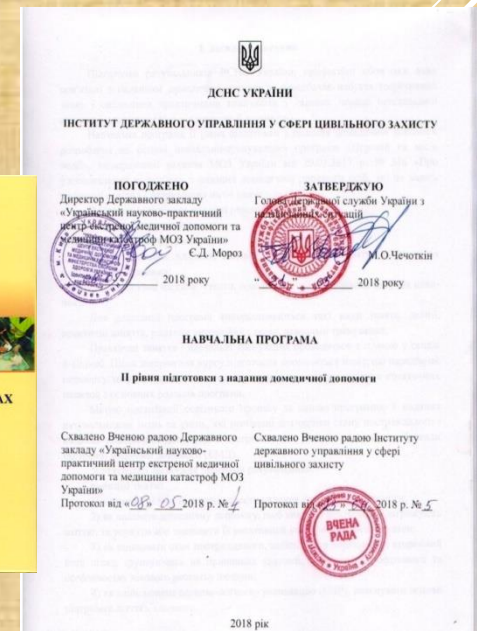 ДСНС УКРАЇНИ
ІНСТИТУТ ДЕРЖАВНОГО УПРАВЛІННЯ У СФЕРІ ЦИВІЛЬНОГО ЗАХИСТУ
ПОГОДЖЕНО
Директор Державного закладу
«Український науково-практичний
центр екстреної медичної допомоги та
медицини катастроф МОЗ України»
Є.Д. Мороз
2018 року
ЗАТВЕРДЖУЮ
Голова Державної служби України з
надзвичайних ситуацій
М.О.Чечоткін
2018 року
НАВЧАЛЬНА ПРОГРАМА
ІІ рівня підготовки з надання домедичної допомоги
Схвалено Вченою радою Державного
закладу «Український науково-
практичний центр екстреної медичної
допомоги та медицини катастроф МОЗ
України»
Протокол від «08» 05 2018 р. № 4
Схвалено Вченою радою Інституту
державного управління у сфері
цивільного захисту
Протокол від « » 2018 р. № 5
ВЧЕНА
РАДА
2018 рік
АХ